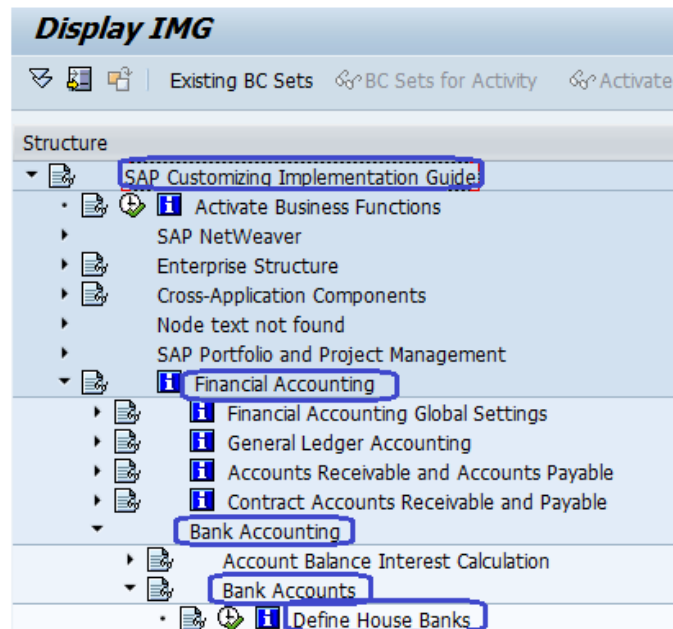 Display IMG
Existing BC Sets BC Sets for Activity Activate
Structure
SAP Customizing Implementation Guide
Activate Business Functions
SAP NetWeaver
Enterprise Structure
Cross-Application Components
Node text not found
SAP Portfolio and Project Management
Financial Accounting
Financial Accounting Global Settings
General Ledger Accounting
Accounts Receivable and Accounts Payable
Contract Accounts Receivable and Payable
Bank Accounting
Account Balance Interest Calculation
Bank Accounts
Define House Banks